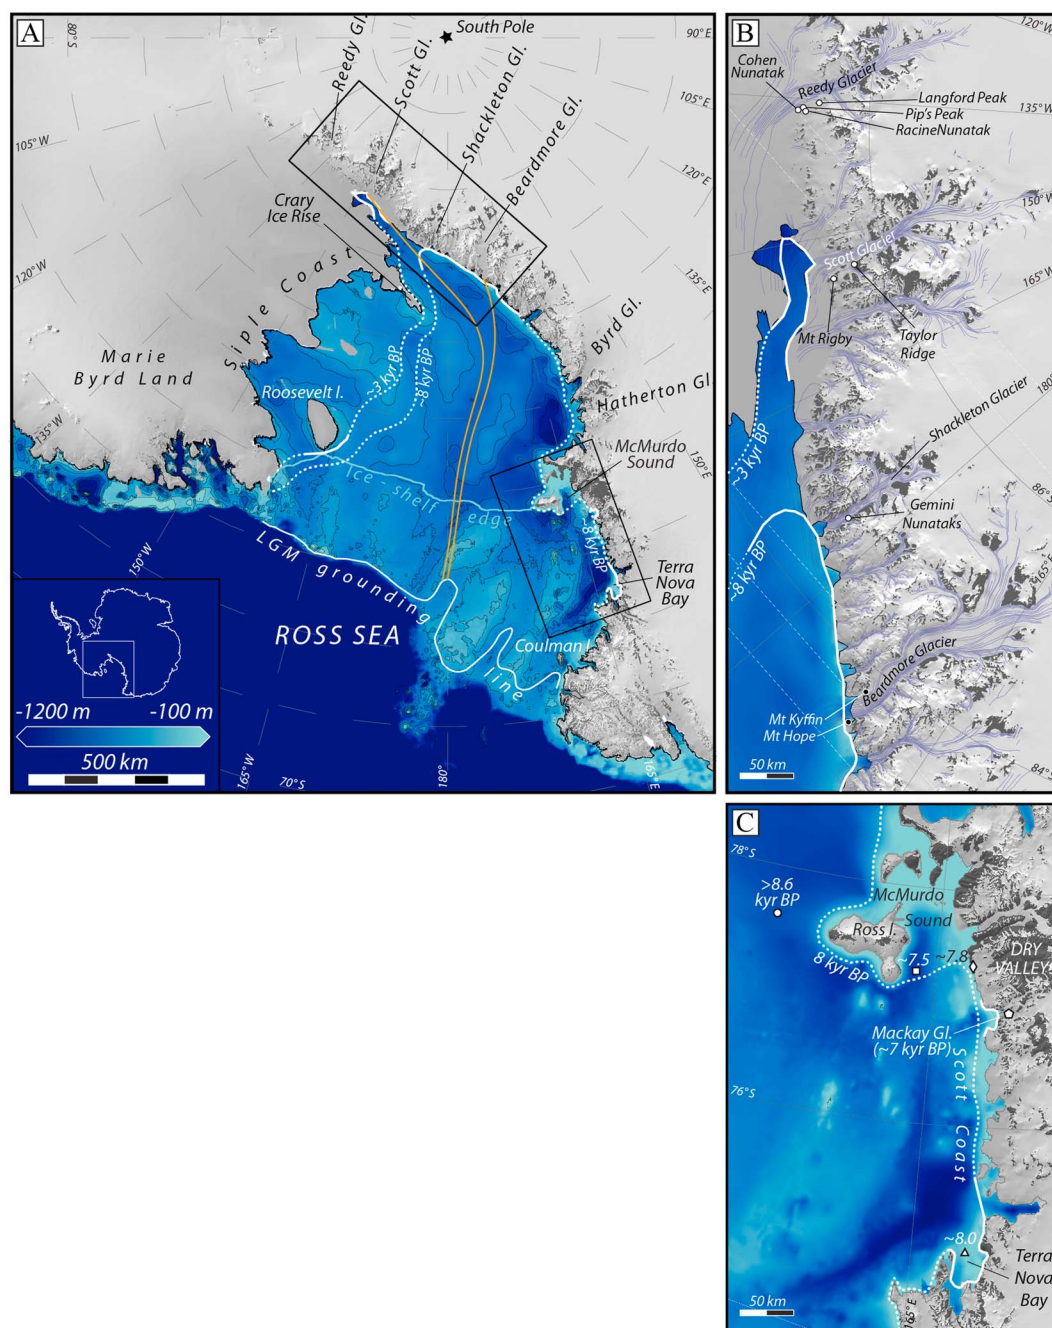 A
South Pole
80°S
90°E
Reedy Gl.
Scott Gl.
Shackleton Gl.
Beardmore Gl.
105°E
105°W
120°E
Crary
Ice Rise
120°W
135°E
Siple Coast
Byrd Gl.
Marie
Byrd Land
~3 kyr BP
~8 kyr BP
Roosevelt I.
Hatherton Gl.
135°W
McMurdo
Sound
150°E
Ice-shelf edge
~8 kyr BP
150°W
LGM grounding line
Terra
Nova
Bay
ROSS SEA
Coulman I.
-1200 m
-100 m
500 km
165°W
70°S
180°
165°E
B
120°W
Cohen
Nunatak
Reedy Glacier
Langford Peak
Pip's Peak
RacineNunatak
135°W
150°W
Scott Glacier
165°W
Mt Rigby
Taylor
Ridge
180°
Shackleton Glacier
~3 kyr BP
86°S
Gemini
Nunataks
~8 kyr BP
165°E
Beardmore Glacier
Mt Kyffin
Mt Hope
50 km
84°S
C
78°S
>8.6
kyr BP
McMurdo
Sound
Ross I.
8 kyr BP
~7.5
~7.8
DRY
VALLEYS
Mackay Gl.
(~7 kyr BP)
Scott Coast
76°S
~8.0
Terra
Nova
Bay
50 km
165°E